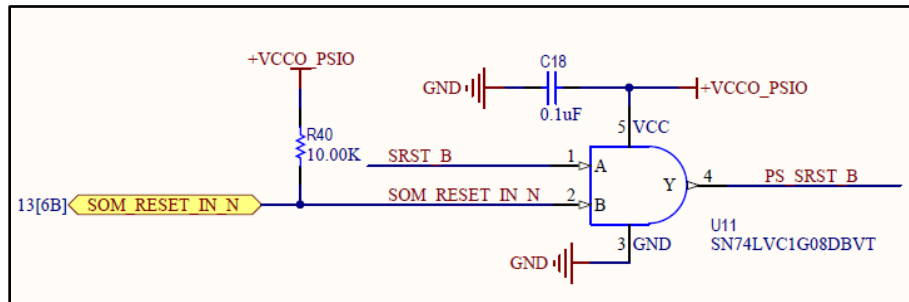 +VCCO_PSIO
C18
GND
+VCCO_PSIO
0.1uF
5 VCC
R40
10.00K
SRST_B
1 A
Y 4 PS_SRST_B
13[6B] SOM_RESET_IN_N
SOM_RESET_IN_N
2 B
U11
3 GND
SN74LVC1G08DBVT
GND